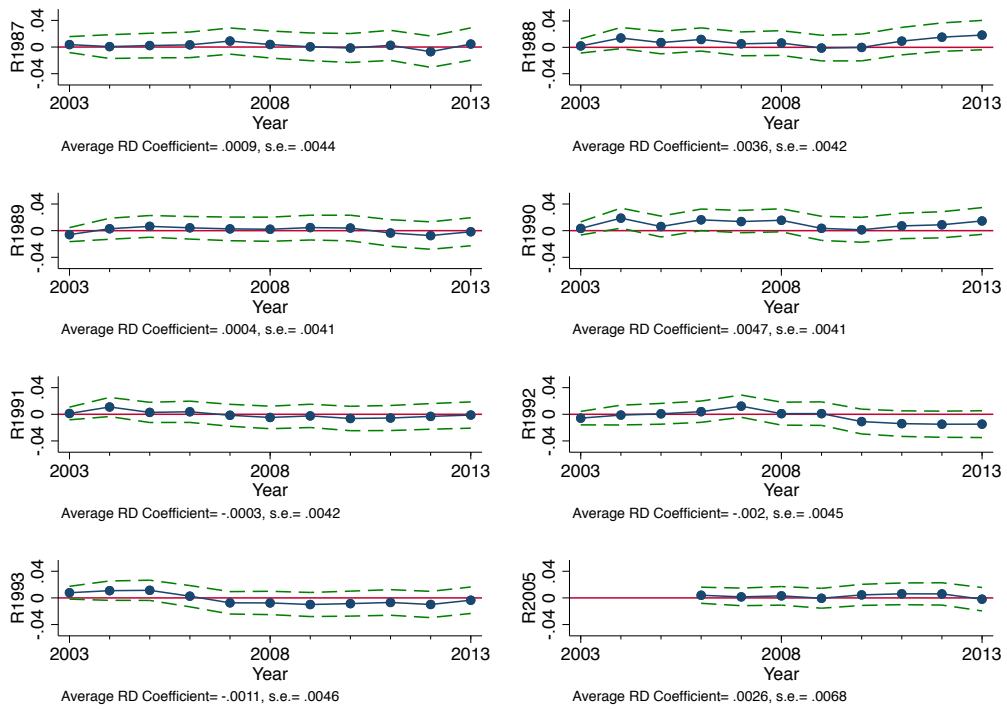 R1987
.04
0
-.04
2003 2008 2013
Year
Average RD Coefficient= .0009, s.e.= .0044
R1988
.04
0
-.04
2003 2008 2013
Year
Average RD Coefficient= .0036, s.e.= .0042
R1989
.04
0
-.04
2003 2008 2013
Year
Average RD Coefficient= .0004, s.e.= .0041
R1990
.04
0
-.04
2003 2008 2013
Year
Average RD Coefficient= .0047, s.e.= .0041
R1991
.04
0
-.04
2003 2008 2013
Year
Average RD Coefficient= -.0003, s.e.= .0042
R1992
.04
0
-.04
2003 2008 2013
Year
Average RD Coefficient= -.002, s.e.= .0045
R1993
.04
0
-.04
2003 2008 2013
Year
Average RD Coefficient= -.0011, s.e.= .0046
R2005
.04
0
-.04
2003 2008 2013
Year
Average RD Coefficient= .0026, s.e.= .0068